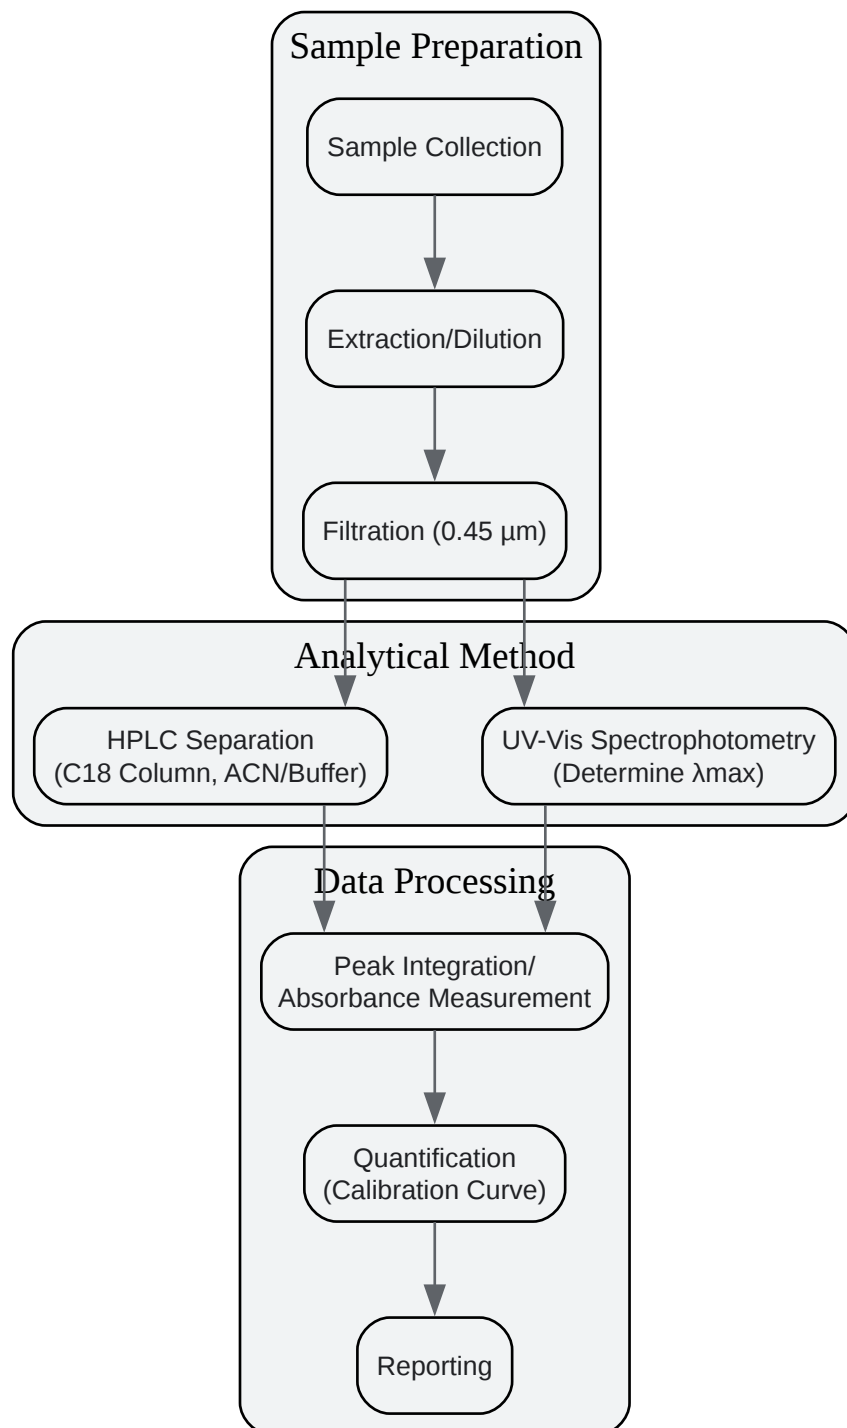 Sample Preparation
Sample Collection
Extraction/Dilution
Filtration (0.45 µm)
Analytical Method
HPLC Separation
(C18 Column, ACN/Buffer)
UV-Vis Spectrophotometry
(Determine λmax)
Data Processing
Peak Integration/
Absorbance Measurement
Quantification
(Calibration Curve)
Reporting